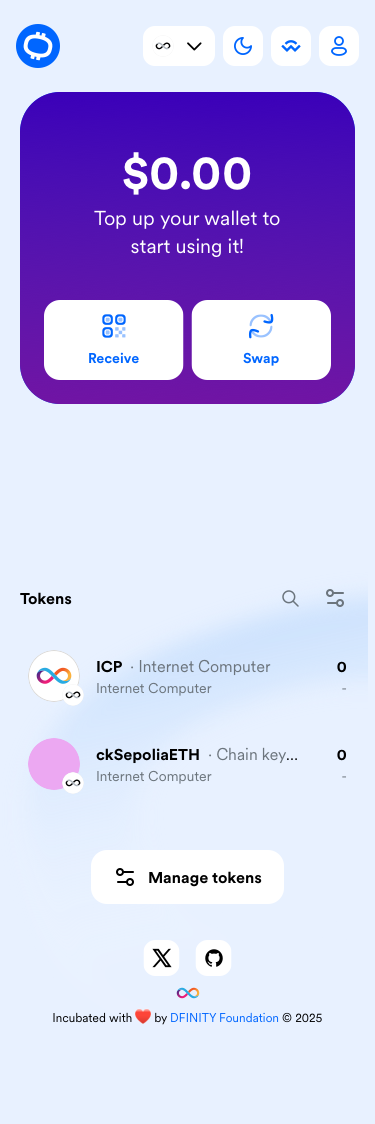 $0.00
Top up your wallet to
start using it!
Receive
Swap
Tokens
ICP · Internet Computer 0
Internet Computer -
ckSepoliaETH · Chain key... 0
Internet Computer -
Manage tokens
Incubated with ❤️ by DFINITY Foundation © 2025